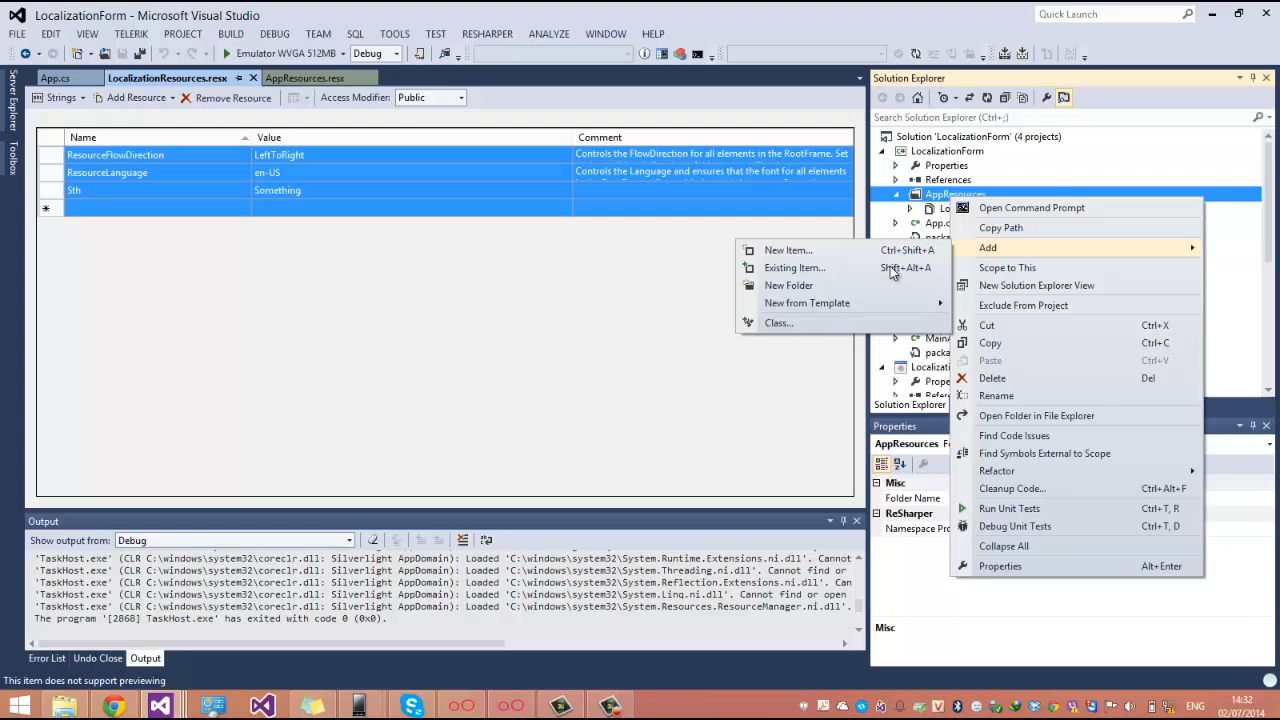 LocalizationForm - Microsoft Visual Studio
Quick Launch
FILE EDIT VIEW TELERIK PROJECT BUILD DEBUG TEAM SQL TOOLS TEST RESHARPER ANALYZE WINDOW HELP
Emulator WVGA 512MB Debug
Server Explorer
Toolbox
App.cs LocalizationResources.resx AppResources.resx
Strings Add Resource Remove Resource Access Modifier: Public
Name Value Comment
ResourceFlowDirection LeftToRight Controls the FlowDirection for all elements in the RootFrame. Set
ResourceLanguage en-US Controls the Language and ensures that the font for all elements
Sth Something
Solution Explorer
Search Solution Explorer (Ctrl+;)
Solution 'LocalizationForm' (4 projects)
LocalizationForm
Properties
References
AppResources
Lo
App.c
packa
MainA
packa
Localizati
Prope
Refere
Solution Explorer
Open Command Prompt
Copy Path
Add
Scope to This
New Solution Explorer View
Exclude From Project
Cut Ctrl+X
Copy Ctrl+C
Paste Ctrl+V
Delete Del
Rename
Open Folder in File Explorer
Find Code Issues
Find Symbols External to Scope
Refactor
Cleanup Code... Ctrl+Alt+F
Run Unit Tests Ctrl+T, R
Debug Unit Tests Ctrl+T, D
Collapse All
Properties Alt+Enter
New Item... Ctrl+Shift+A
Existing Item... Shift+Alt+A
New Folder
New from Template
Class...
Properties
AppResources Fo
Misc
Folder Name
ReSharper
Namespace Pro
Misc
Output
Show output from: Debug
'TaskHost.exe' (CLR C:\windows\system32\coreclr.dll: Silverlight AppDomain): Loaded 'C:\windows\system32\System.Runtime.Extensions.ni.dll'. Cannot
'TaskHost.exe' (CLR C:\windows\system32\coreclr.dll: Silverlight AppDomain): Loaded 'C:\windows\system32\System.Threading.ni.dll'. Cannot find or
'TaskHost.exe' (CLR C:\windows\system32\coreclr.dll: Silverlight AppDomain): Loaded 'C:\windows\system32\System.Reflection.Extensions.ni.dll'. Can
'TaskHost.exe' (CLR C:\windows\system32\coreclr.dll: Silverlight AppDomain): Loaded 'C:\windows\system32\System.Linq.ni.dll'. Cannot find or open
'TaskHost.exe' (CLR C:\windows\system32\coreclr.dll: Silverlight AppDomain): Loaded 'C:\windows\system32\System.Resources.ResourceManager.ni.dll'.
The program '[2868] TaskHost.exe' has exited with code 0 (0x0).
Error List Undo Close Output
This item does not support previewing
ENG
14:32
02/07/2014